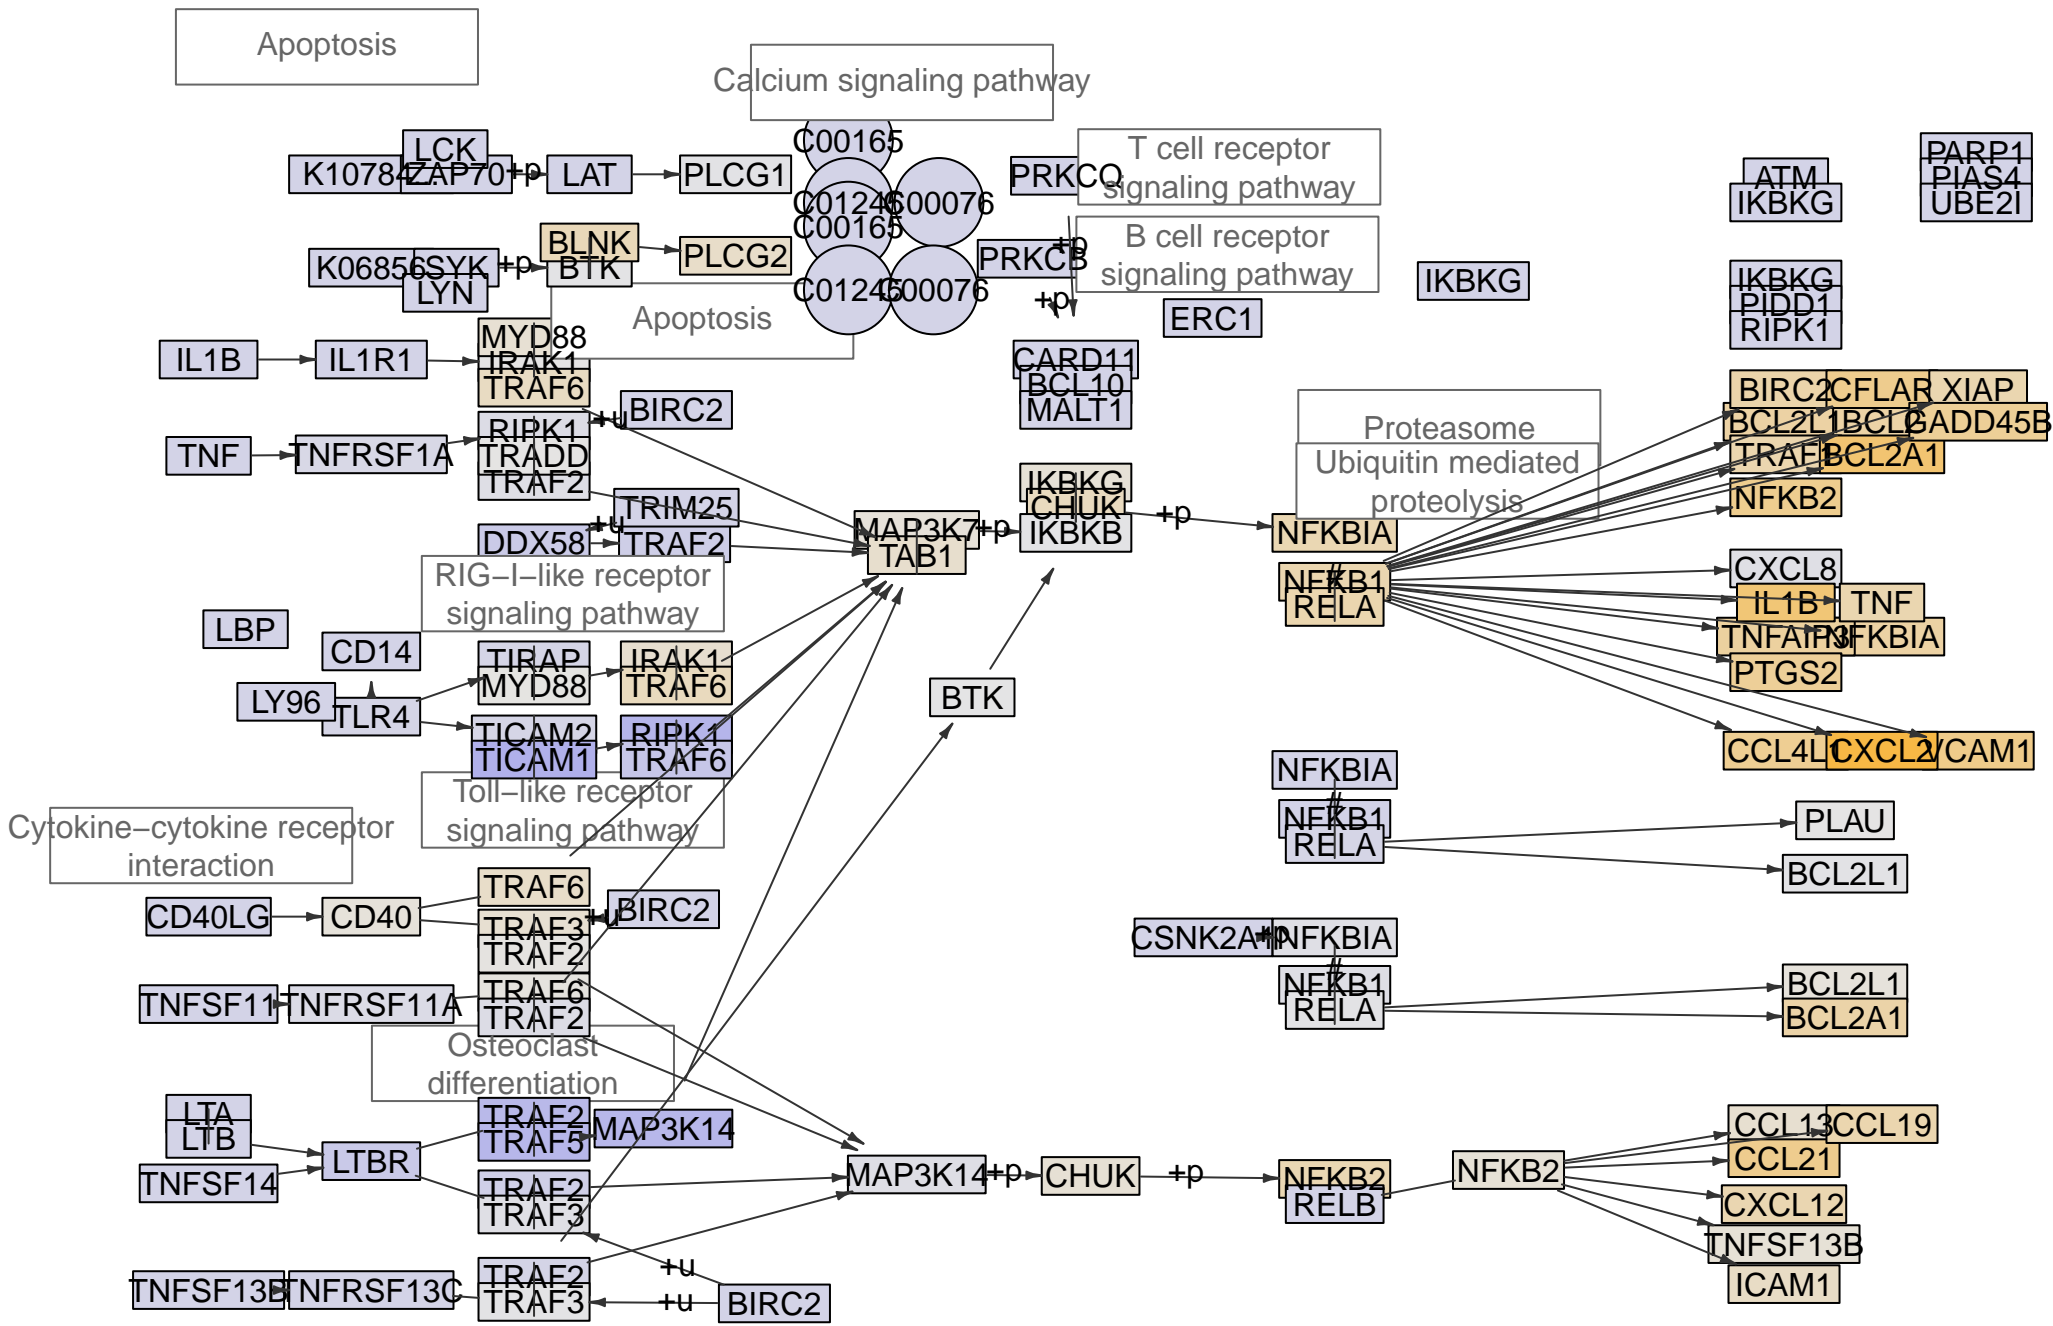 Apoptosis
Calcium signaling pathway
C00165
T cell receptor
signaling pathway
LCK
K10784
ZAP70
+p
LAT
PLCG1
PRKCQ
C01245
C00076
C00165
B cell receptor
signaling pathway
BLNK
PLCG2
K06856
SYK
+p
BTK
LYN
PRKCB
+p
C01245
C00076
+p
ERC1
IKBKG
ATM
IKBKG
PARP1
PIAS4
UBE2I
IKBKG
PIDD1
RIPK1
Apoptosis
IL1B
IL1R1
MYD88
IRAK1
TRAF6
CARD11
BCL10
MALT1
BIRC2
+u
TNF
TNFRSF1A
RIPK1
TRADD
TRAF2
TRIM25
+u
DDX58
TRAF2
RIG−I−like receptor
signaling pathway
MAP3K7
TAB1
+p
IKBKG
CHUK
IKBKB
+p
Proteasome
Ubiquitin mediated
proteolysis
NFKBIA
NFKB1
RELA
BIRC2
CFLAR
XIAP
BCL2L1
BCL2
GADD45B
TRAF1
BCL2A1
NFKB2
CXCL8
IL1B
TNF
TNFAIP3
NFKBIA
PTGS2
CCL4L1
CXCL2
VCAM1
LBP
CD14
LY96
TLR4
TIRAP
MYD88
IRAK1
TRAF6
TICAM2
TICAM1
RIPK1
TRAF6
BTK
Toll−like receptor
signaling pathway
Cytokine−cytokine receptor
interaction
NFKBIA
NFKB1
RELA
PLAU
BCL2L1
CD40LG
CD40
TRAF6
TRAF3
TRAF2
+u
BIRC2
CSNK2A1
+p
NFKBIA
NFKB1
RELA
BCL2L1
BCL2A1
TNFSF11
TNFRSF11A
TRAF6
TRAF2
Osteoclast
differentiation
LTA
LTB
TNFSF14
LTBR
TRAF2
TRAF5
MAP3K14
TRAF2
TRAF3
MAP3K14
+p
CHUK
+p
NFKB2
RELB
NFKB2
CCL13
CCL19
CCL21
CXCL12
TNFSF13B
ICAM1
TNFSF13B
TNFRSF13C
TRAF2
TRAF3
+u
+u
BIRC2